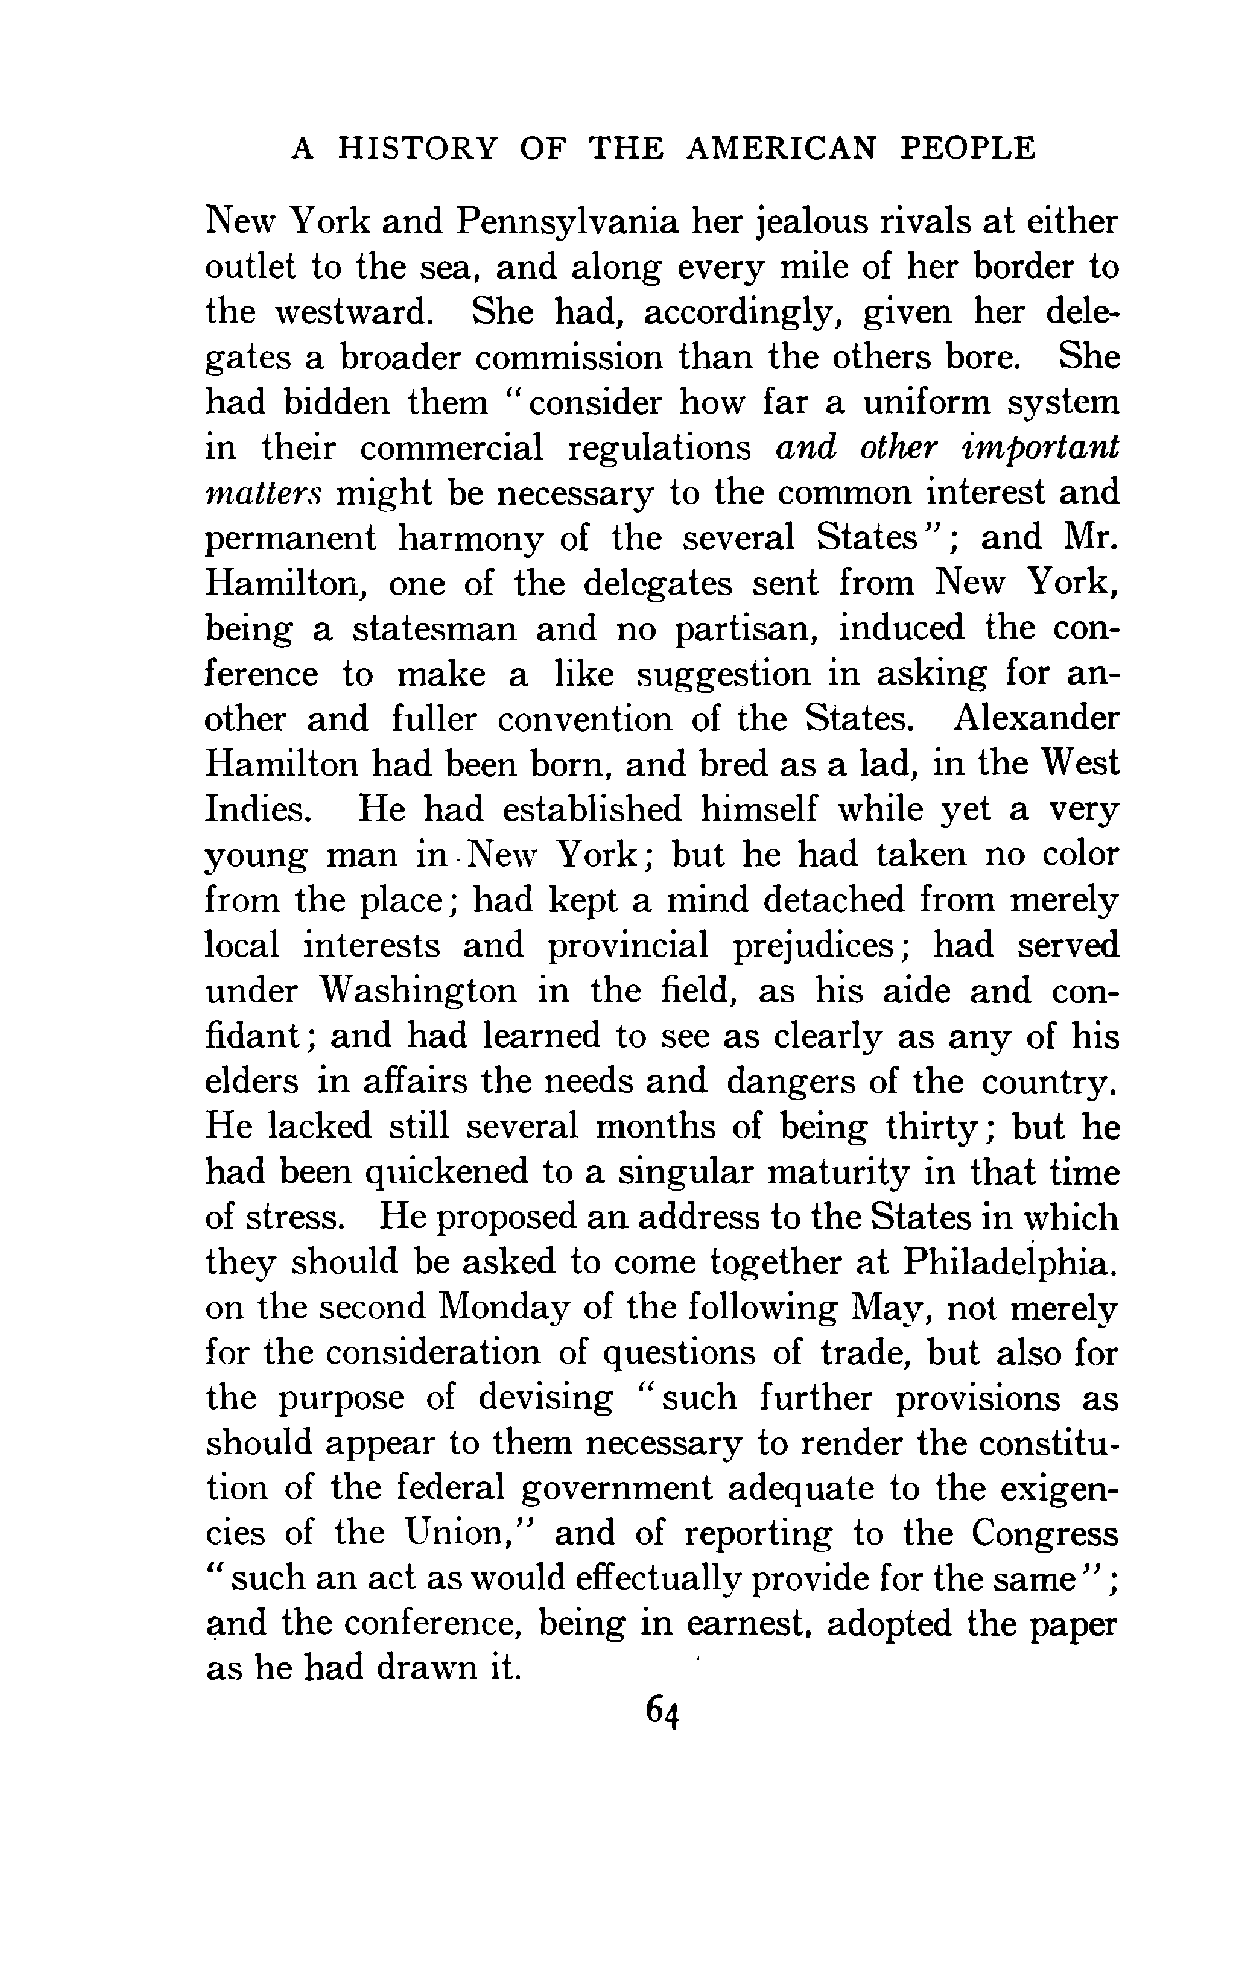 A HISTORY OF THE AMERICAN PEOPLE
New York and Pennsylvania her jealous rivals at either
outlet to the sea, and along every mile of her border to
the westward. She had, accordingly, given her dele-
gates a broader commission than the others bore. She
had bidden them "consider how far a uniform system
in their commercial regulations and other important
matters might be necessary to the common interest and
permanent harmony of the several States"; and Mr.
Hamilton, one of the delegates sent from New York,
being a statesman and no partisan, induced the con-
ference to make a like suggestion in asking for an-
other and fuller convention of the States. Alexander
Hamilton had been born, and bred as a lad, in the West
Indies. He had established himself while yet a very
young man in New York; but he had taken no color
from the place; had kept a mind detached from merely
local interests and provincial prejudices; had served
under Washington in the field, as his aide and con-
fidant; and had learned to see as clearly as any of his
elders in affairs the needs and dangers of the country.
He lacked still several months of being thirty; but he
had been quickened to a singular maturity in that time
of stress. He proposed an address to the States in which
they should be asked to come together at Philadelphia.
on the second Monday of the following May, not merely
for the consideration of questions of trade, but also for
the purpose of devising "such further provisions as
should appear to them necessary to render the constitu-
tion of the federal government adequate to the exigen-
cies of the Union," and of reporting to the Congress
"such an act as would effectually provide for the same";
and the conference, being in earnest, adopted the paper
as he had drawn it.
64